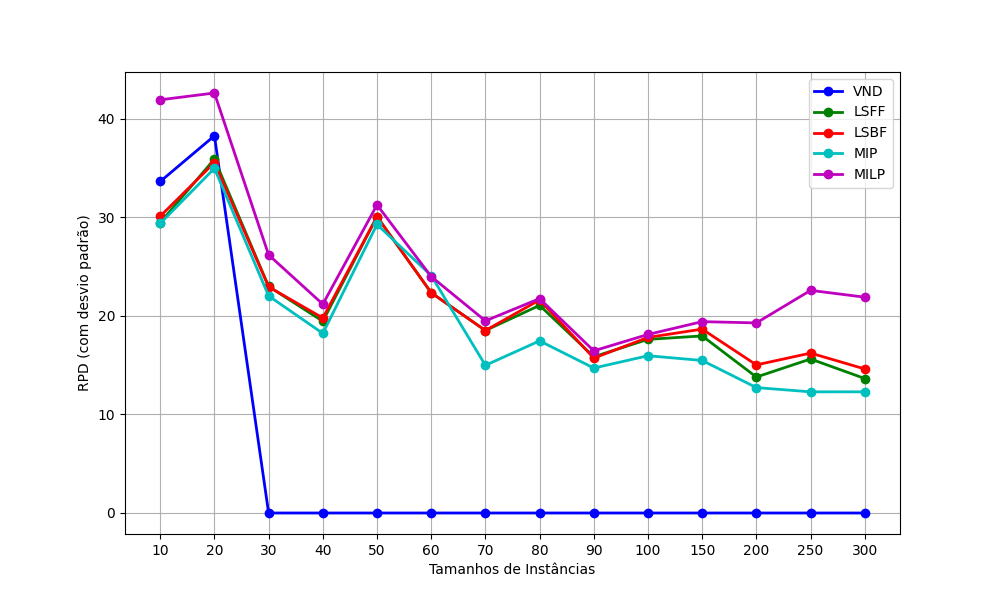 VND
LSFF
LSBF
MIP
MILP
RPD (com desvio padrão)
40
30
20
10
0
10 20 30 40 50 60 70 80 90 100 150 200 250 300
Tamanhos de Instâncias